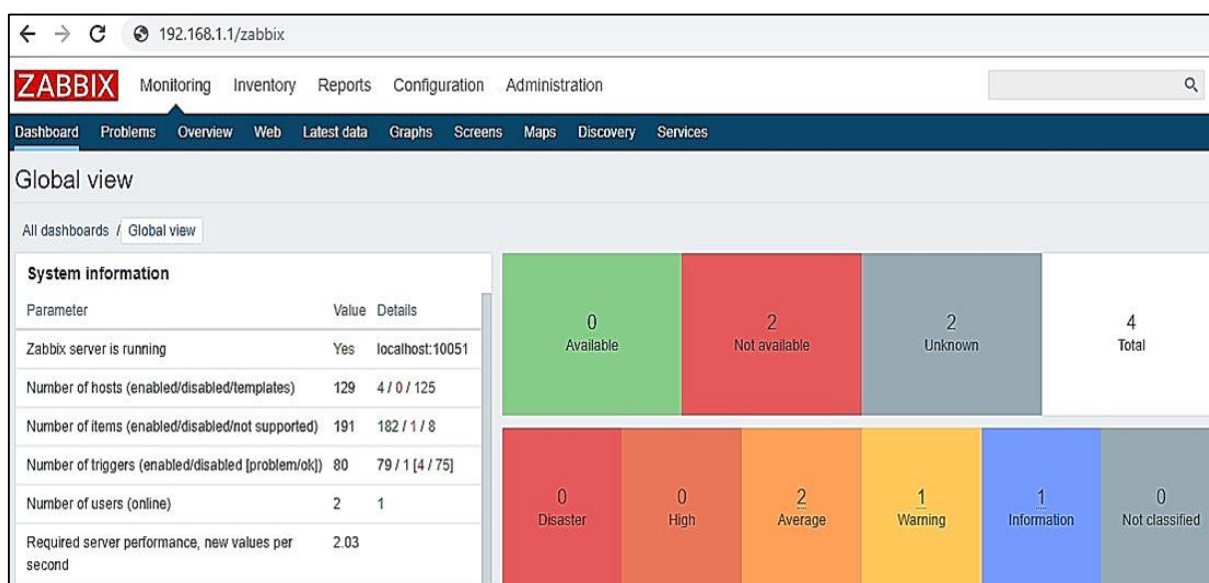 192.168.1.1/zabbix
ZABBIX Monitoring Inventory Reports Configuration Administration
Dashboard Problems Overview Web Latest data Graphs Screens Maps Discovery Services
Global view
All dashboards / Global view
System information
Parameter Value Details
Zabbix server is running Yes localhost:10051
Number of hosts (enabled/disabled/templates) 129 4 / 0 / 125
Number of items (enabled/disabled/not supported) 191 182 / 1 / 8
Number of triggers (enabled/disabled [problem/ok]) 80 79 / 1 [4 / 75]
Number of users (online) 2 1
Required server performance, new values per
second 2.03
0 2 2 4
Available Not available Unknown Total
0 0 2 1 1 0
Disaster High Average Warning Information Not classified